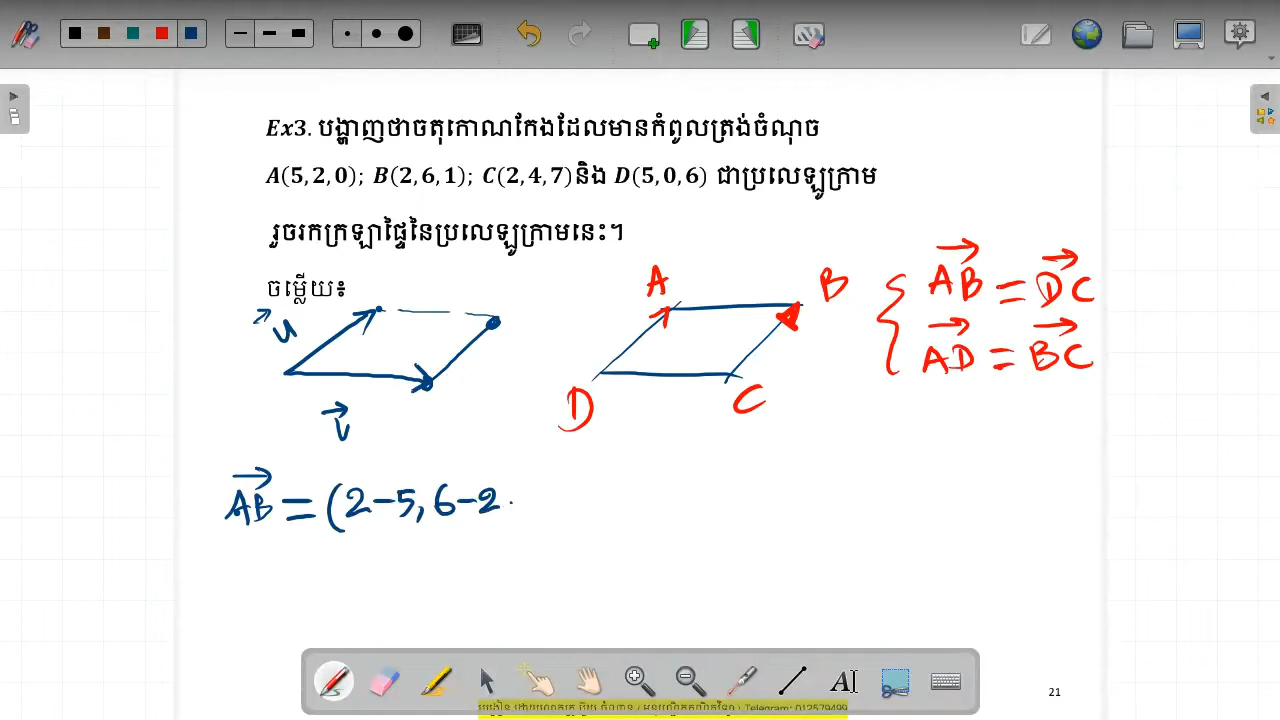 Ex3. បង្ហាញថាចតុកោណកែងដែលមានកំពូលត្រង់ចំណុច
A(5,2,0); B(2,6,1); C(2,4,7)និង D(5,0,6) ជាប្រលេឡូក្រាម
រួចរកក្រឡាផ្ទៃនៃប្រលេឡូក្រាមនេះ។
ចម្លើយ៖
u
v
A B
D C
AB = DC
AD = BC
AB = (2-5, 6-2
21
Telegram: 012579499